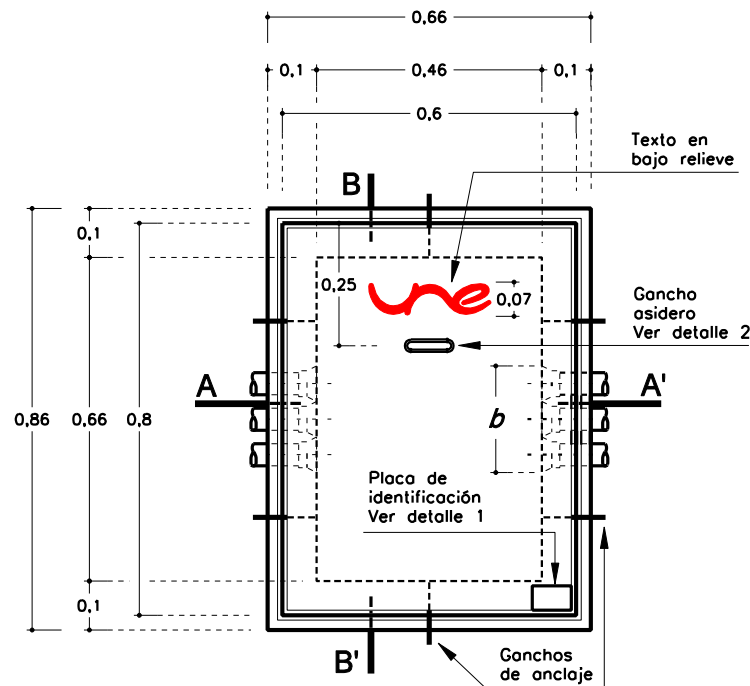 0,66
0,1 0,46 0,1
0,6
Texto en
bajo relieve
B
0,1
0,25
une
0,07
Gancho
asidero
Ver detalle 2
A
A'
0,86 0,66 0,8
b
Placa de
identificación
Ver detalle 1
0,1
B'
Ganchos
de anclaje